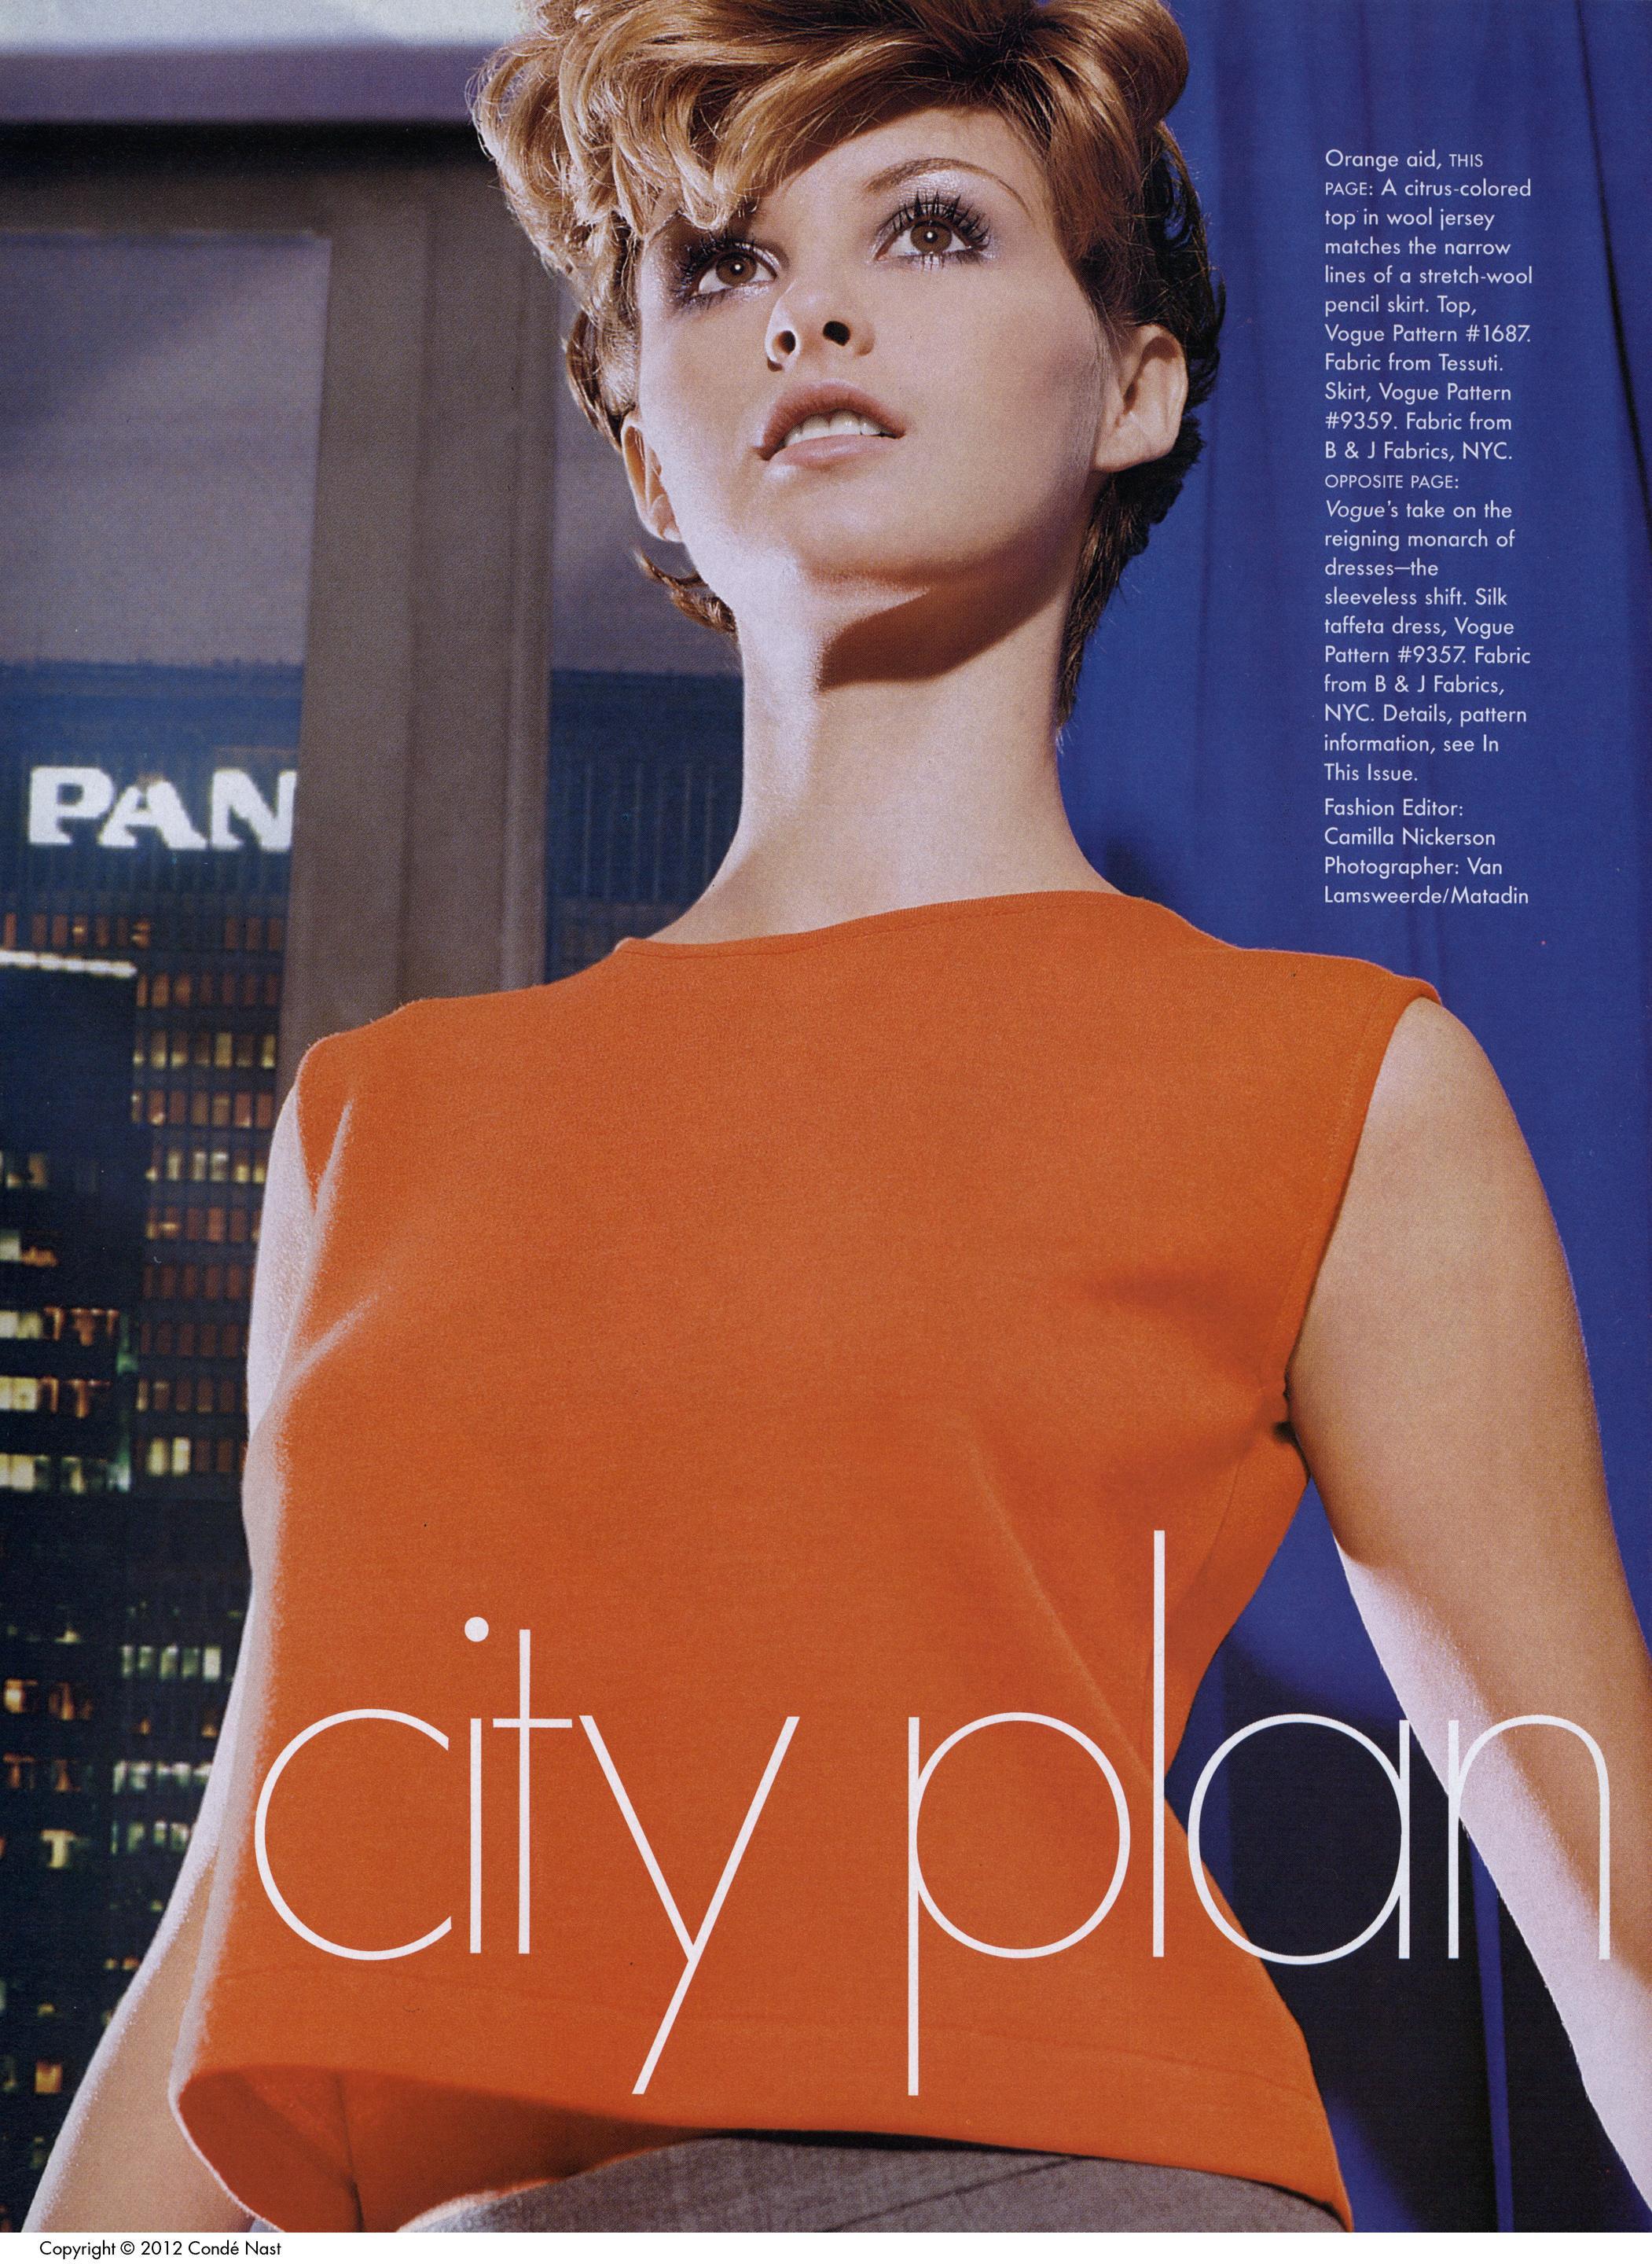 Orange aid, THIS
PAGE: A citrus-colored
top in wool jersey
matches the narrow
lines of a stretch-wool
pencil skirt. Top,
Vogue Pattern #1687.
Fabric from Tessuti.
Skirt, Vogue Pattern
#9359. Fabric from
B & J Fabrics, NYC.
OPPOSITE PAGE:
Vogue's take on the
reigning monarch of
dresses—the
sleeveless shift. Silk
taffeta dress, Vogue
Pattern #9357. Fabric
from B & J Fabrics,
NYC. Details, pattern
information, see In
This Issue.
Fashion Editor:
Camilla Nickerson
Photographer: Van
Lamsweerde/Matadin
PAN
city plan
Copyright © 2012 Condé Nast